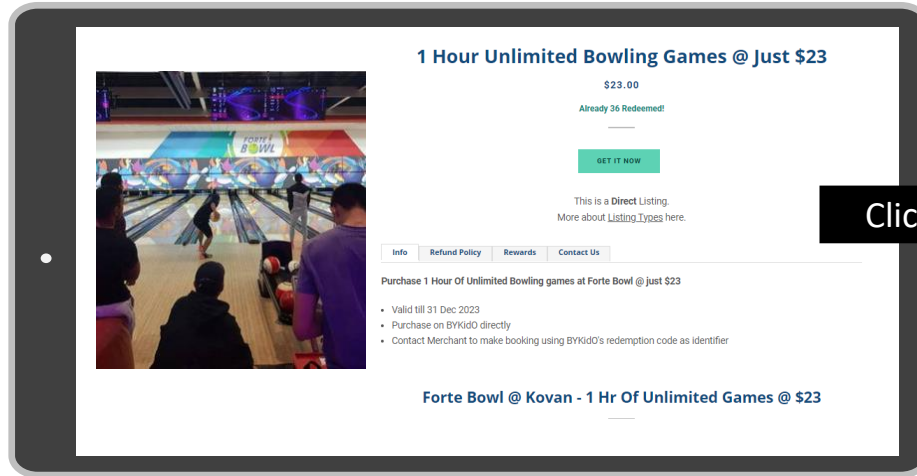 1 Hour Unlimited Bowling Games @ Just $23
$23.00
Already 36 Redeemed!
GET IT NOW
This is a Direct Listing.
More about Listing Types here.
Clic
Info Refund Policy Rewards Contact Us
Purchase 1 Hour Of Unlimited Bowling games at Forte Bowl @ just $23
Valid till 31 Dec 2023
Purchase on BYKidO directly
Contact Merchant to make booking using BYKidO's redemption code as identifier
Forte Bowl @ Kovan - 1 Hr Of Unlimited Games @ $23
FORTE
BOWL